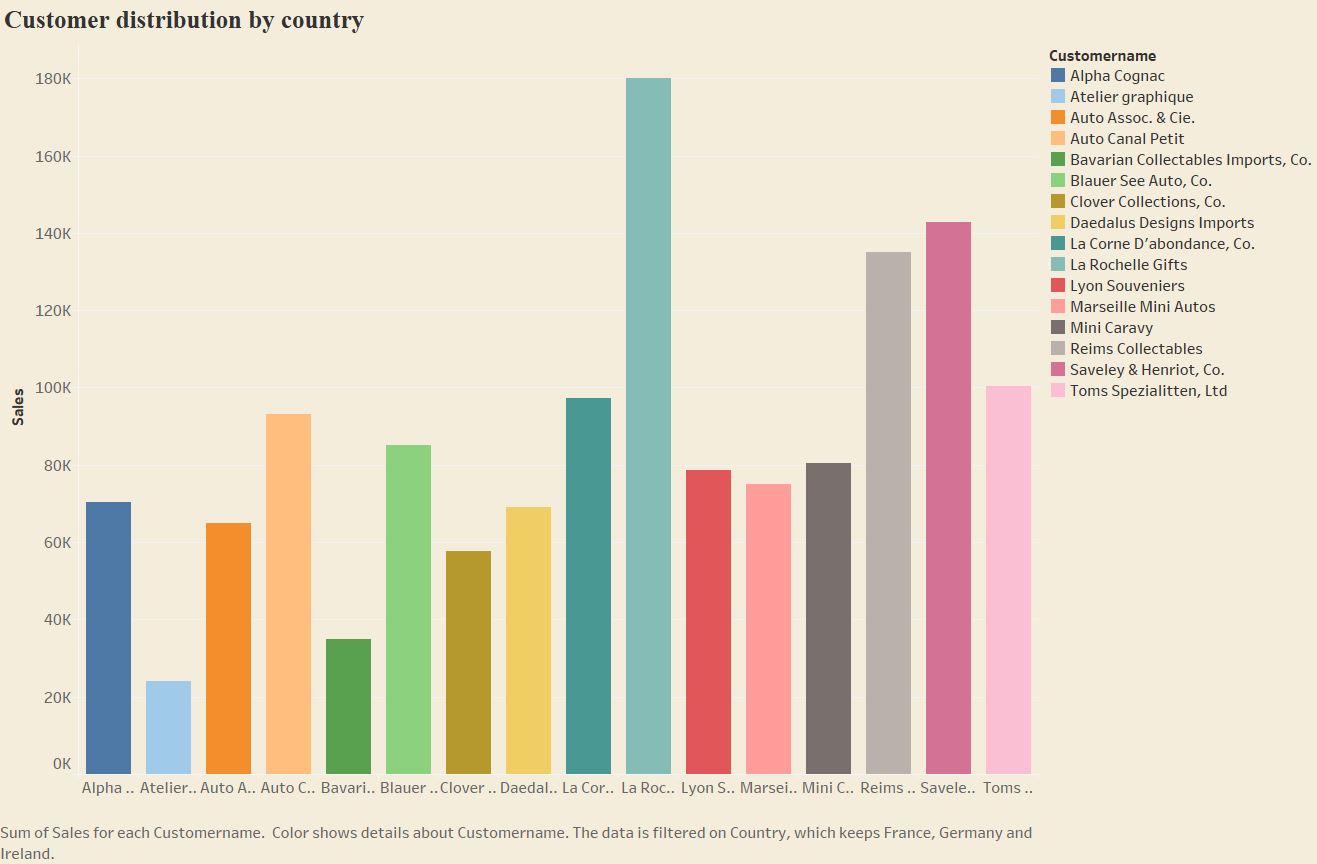 Customer distribution by country
Customername
Alpha Cognac
Atelier graphique
Auto Assoc. & Cie.
Auto Canal Petit
Bavarian Collectables Imports, Co.
Blauer See Auto, Co.
Clover Collections, Co.
Daedalus Designs Imports
La Corne D'abondance, Co.
La Rochelle Gifts
Lyon Souveniers
Marseille Mini Autos
Mini Caravy
Reims Collectables
Saveley & Henriot, Co.
Toms Spezialitten, Ltd
180K
160K
140K
120K
100K
80K
60K
40K
20K
0K
Sales
Alpha .. Atelier.. Auto A.. Auto C.. Bavari.. Blauer .. Clover .. Daedal.. La Cor.. La Roc.. Lyon S.. Marsei.. Mini C.. Reims .. Savele.. Toms ..
Sum of Sales for each Customername. Color shows details about Customername. The data is filtered on Country, which keeps France, Germany and
Ireland.